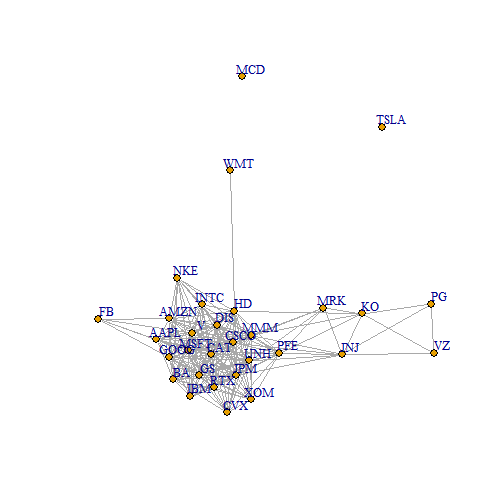 MCD
TSLA
WMT
NKE
INTC
HD
PG
MRK
KO
FB
AMZN
DIS
V
MMM
AAPL
CSCO
GOOG
MSFT
CAT
UNH
PFE
JNJ
VZ
BA
GS
JPM
RTX
IBM
XOM
CVX